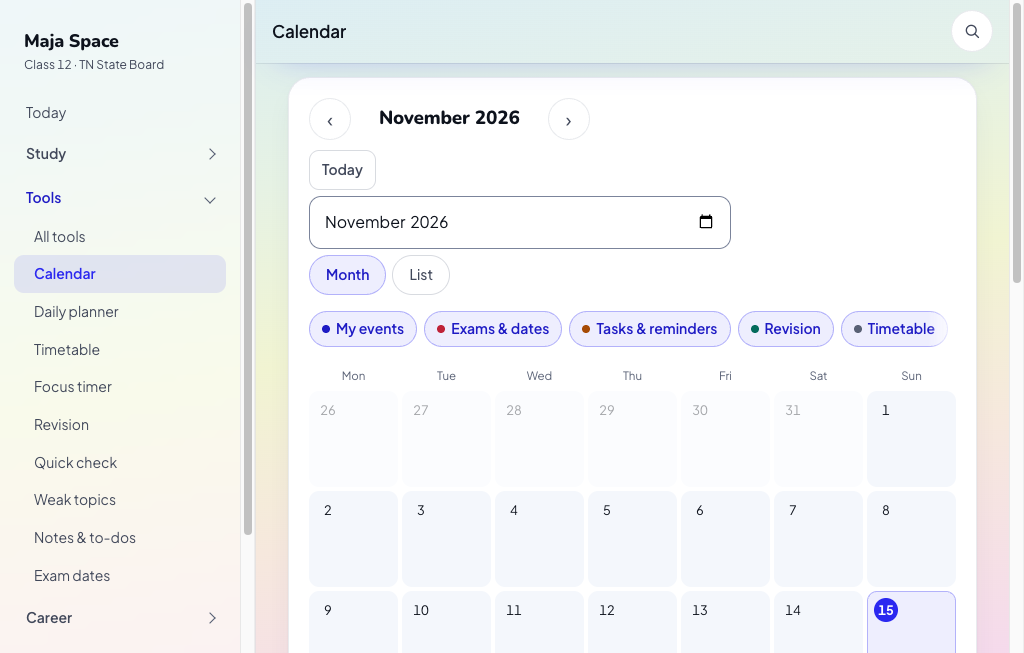 Maja Space
Class 12 · TN State Board
Today
Study
Tools
All tools
Calendar
Daily planner
Timetable
Focus timer
Revision
Quick check
Weak topics
Notes & to-dos
Exam dates
Career
Calendar
‹ November 2026 ›
Today
November 2026
Month List
My events Exams & dates Tasks & reminders Revision Timetable
Mon Tue Wed Thu Fri Sat Sun
26 27 28 29 30 31 1
2 3 4 5 6 7 8
9 10 11 12 13 14 15